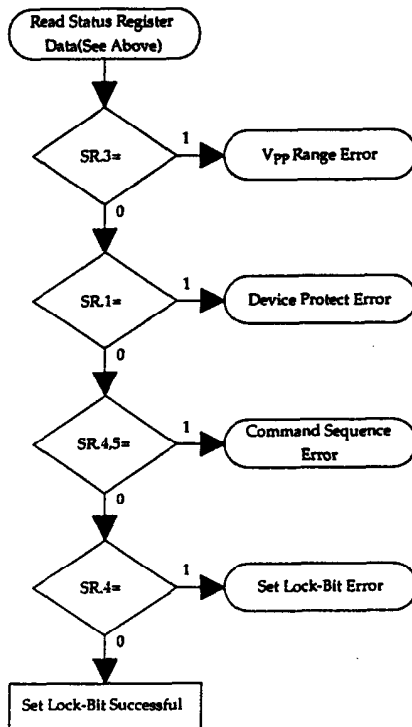 Read Status Register
Data(See Above)
SR.3=
1
VPP Range Error
0
SR.1=
1
Device Protect Error
0
SR.4,5=
1
Command Sequence
Error
0
SR.4=
1
Set Lock-Bit Error
0
Set Lock-Bit Successful